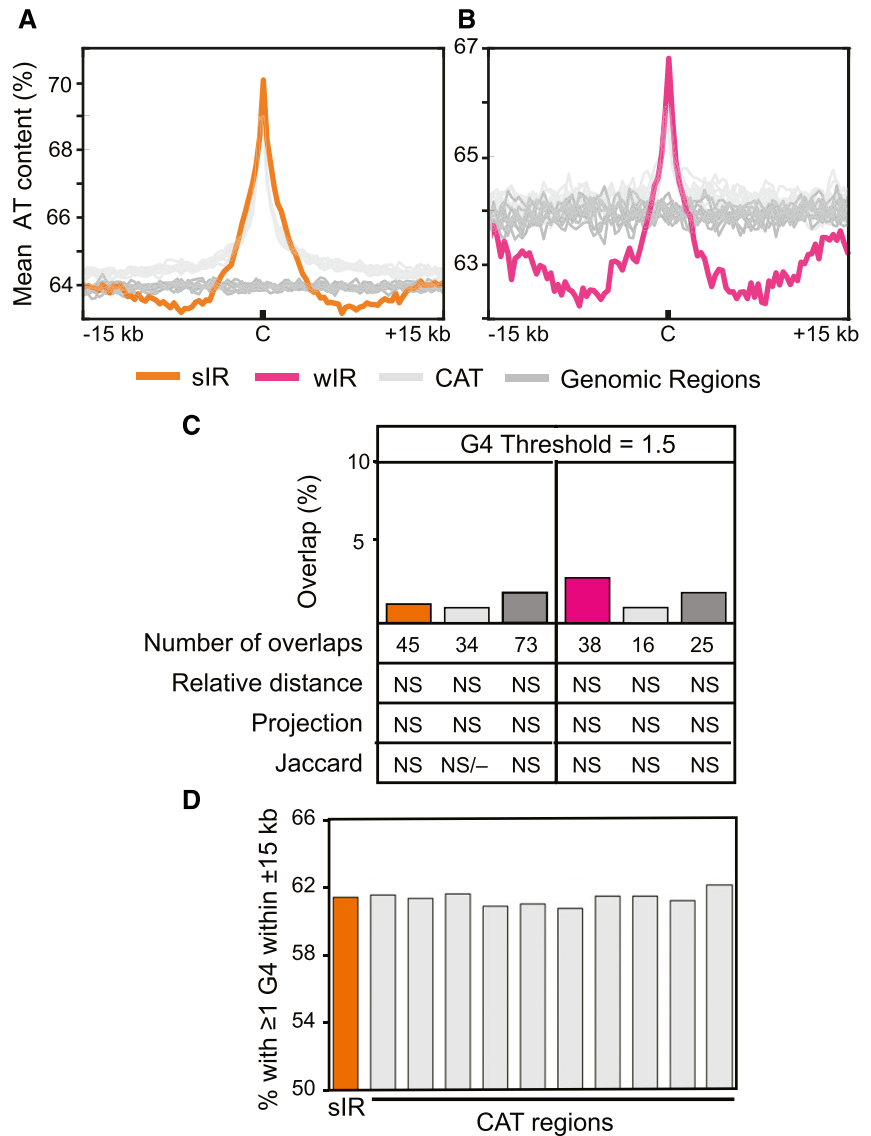 A
B
Mean AT content (%)
70
68
66
64
-15 kb C +15 kb
67
65
63
-15 kb C +15 kb
sIR wIR CAT Genomic Regions
C
G4 Threshold = 1.5
Overlap (%)
10
5
Number of overlaps 45 34 73 38 16 25
Relative distance NS NS NS NS NS NS
Projection NS NS NS NS NS NS
Jaccard NS NS/– NS NS NS NS
D
% with ≥1 G4 within ±15 kb
66
62
58
54
50
sIR
CAT regions